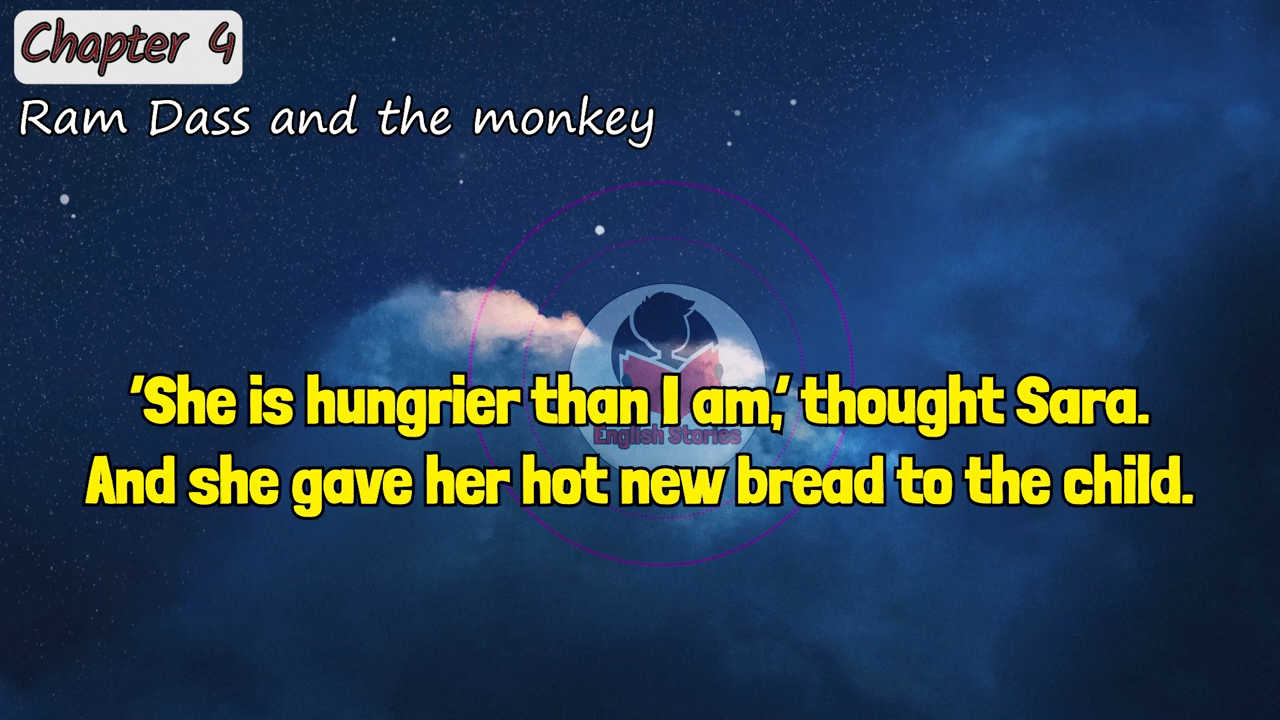 Chapter 4
Ram Dass and the monkey
‘She is hungrier than I am,’ thought Sara.
English Stories
And she gave her hot new bread to the child.